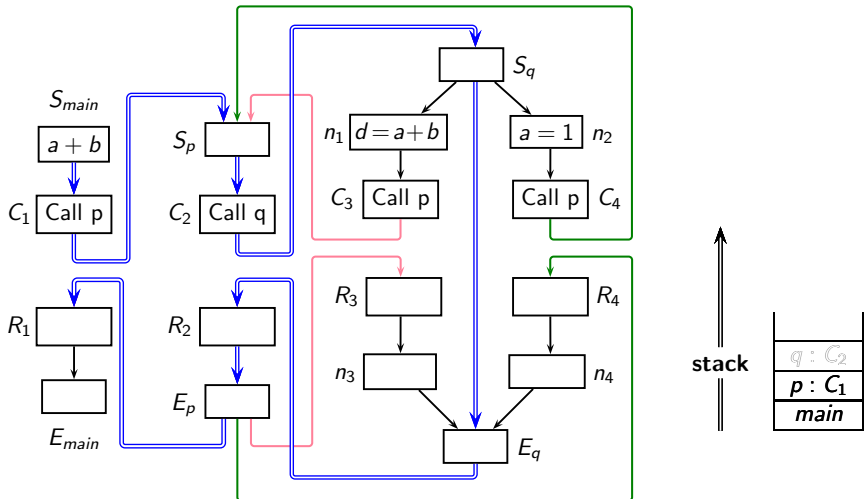 S_q
S_main
a + b
S_p
n_1
d = a+b
a = 1
n_2
C_1
Call p
C_2
Call q
C_3
Call p
Call p
C_4
R_1
R_2
R_3
R_4
n_3
n_4
E_p
E_main
E_q
stack
q : C_2
p : C_1
main